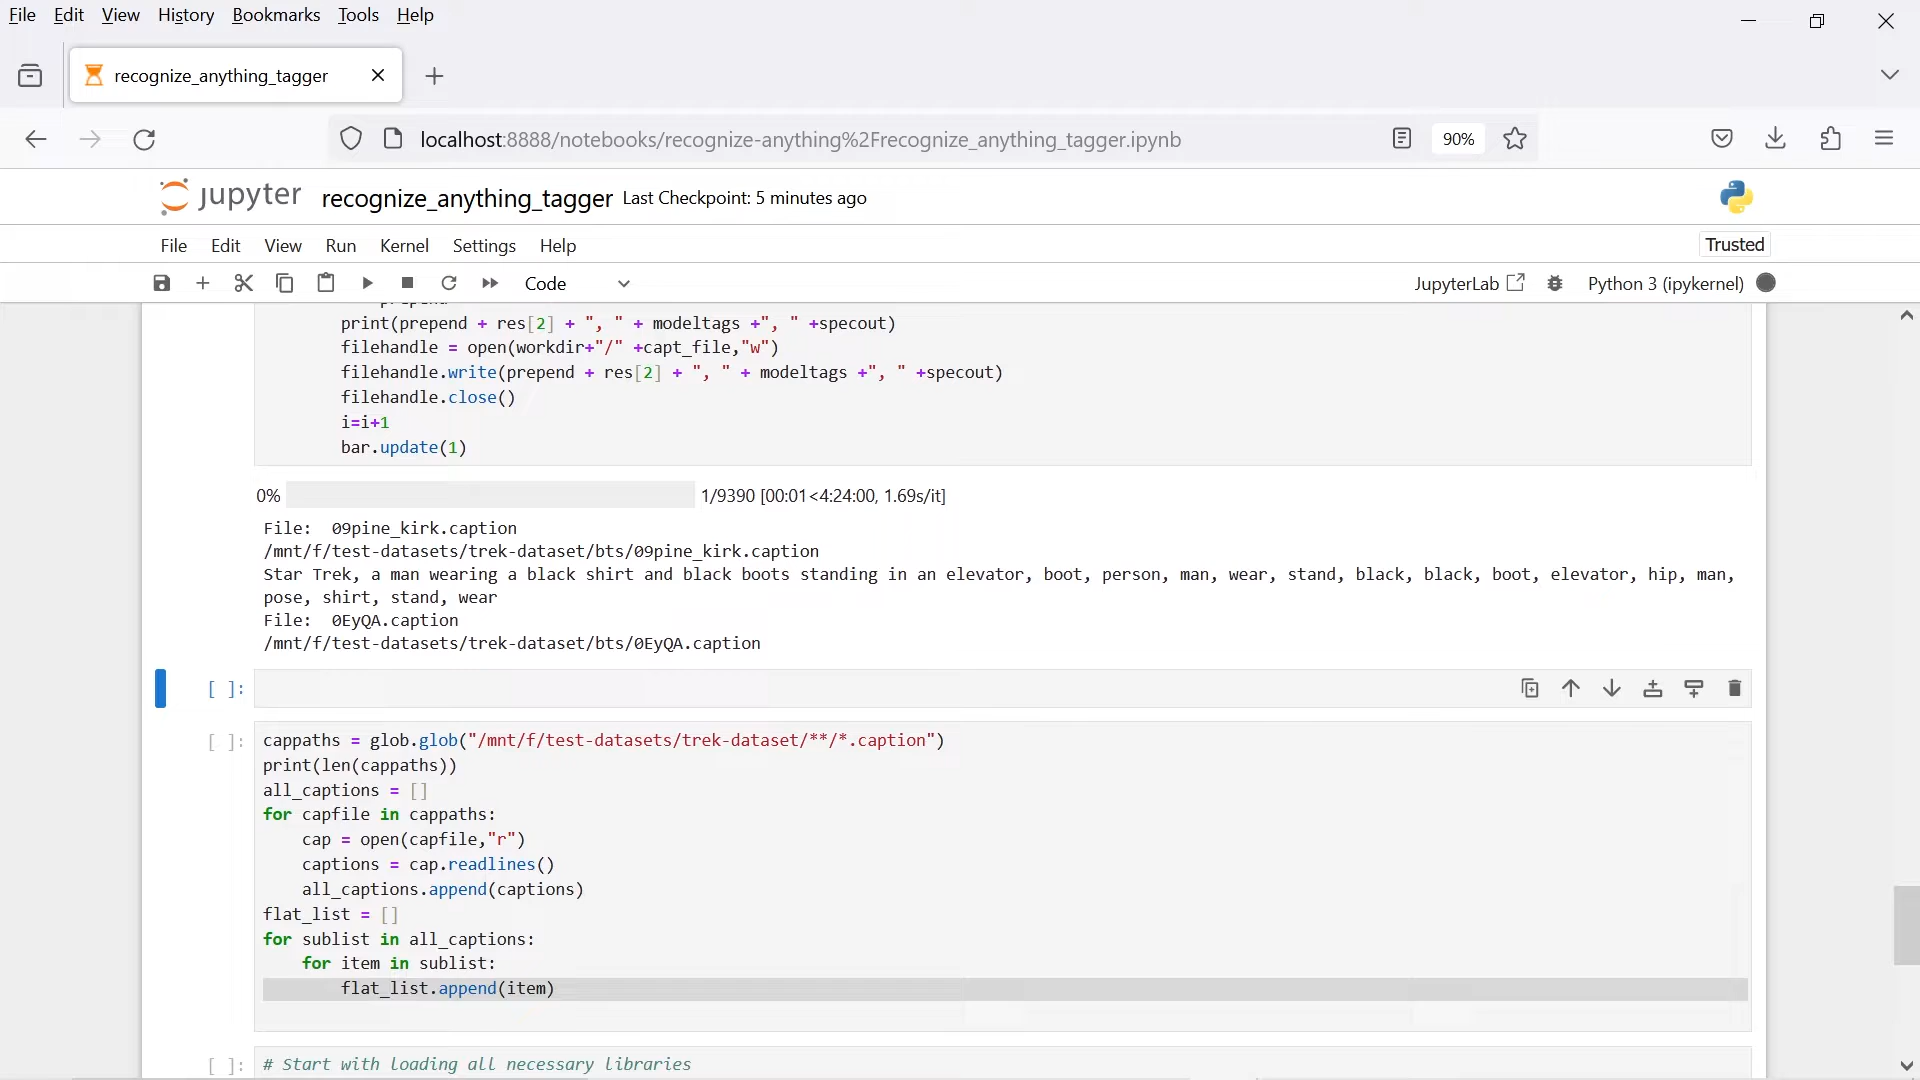 File Edit View History Bookmarks Tools Help
recognize_anything_tagger
localhost:8888/notebooks/recognize-anything%2Frecognize_anything_tagger.ipynb 90%
jupyter recognize_anything_tagger Last Checkpoint: 5 minutes ago
File Edit View Run Kernel Settings Help Trusted
Code JupyterLab Python 3 (ipykernel)
print(prepend + res[2] + ", " + modeltags +", " +specout)
filehandle = open(workdir+"/" +capt_file,"w")
filehandle.write(prepend + res[2] + ", " + modeltags +", " +specout)
filehandle.close()
i=i+1
bar.update(1)
0% 1/9390 [00:01<4:24:00, 1.69s/it]
File:  09pine_kirk.caption
/mnt/f/test-datasets/trek-dataset/bts/09pine_kirk.caption
Star Trek, a man wearing a black shirt and black boots standing in an elevator, boot, person, man, wear, stand, black, black, boot, elevator, hip, man,
pose, shirt, stand, wear
File:  0EyQA.caption
/mnt/f/test-datasets/trek-dataset/bts/0EyQA.caption
[ ]:
[ ]: cappaths = glob.glob("/mnt/f/test-datasets/trek-dataset/**/*.caption")
print(len(cappaths))
all_captions = []
for capfile in cappaths:
    cap = open(capfile,"r")
    captions = cap.readlines()
    all_captions.append(captions)
flat_list = []
for sublist in all_captions:
    for item in sublist:
        flat_list.append(item)
[ ]: # Start with loading all necessary libraries